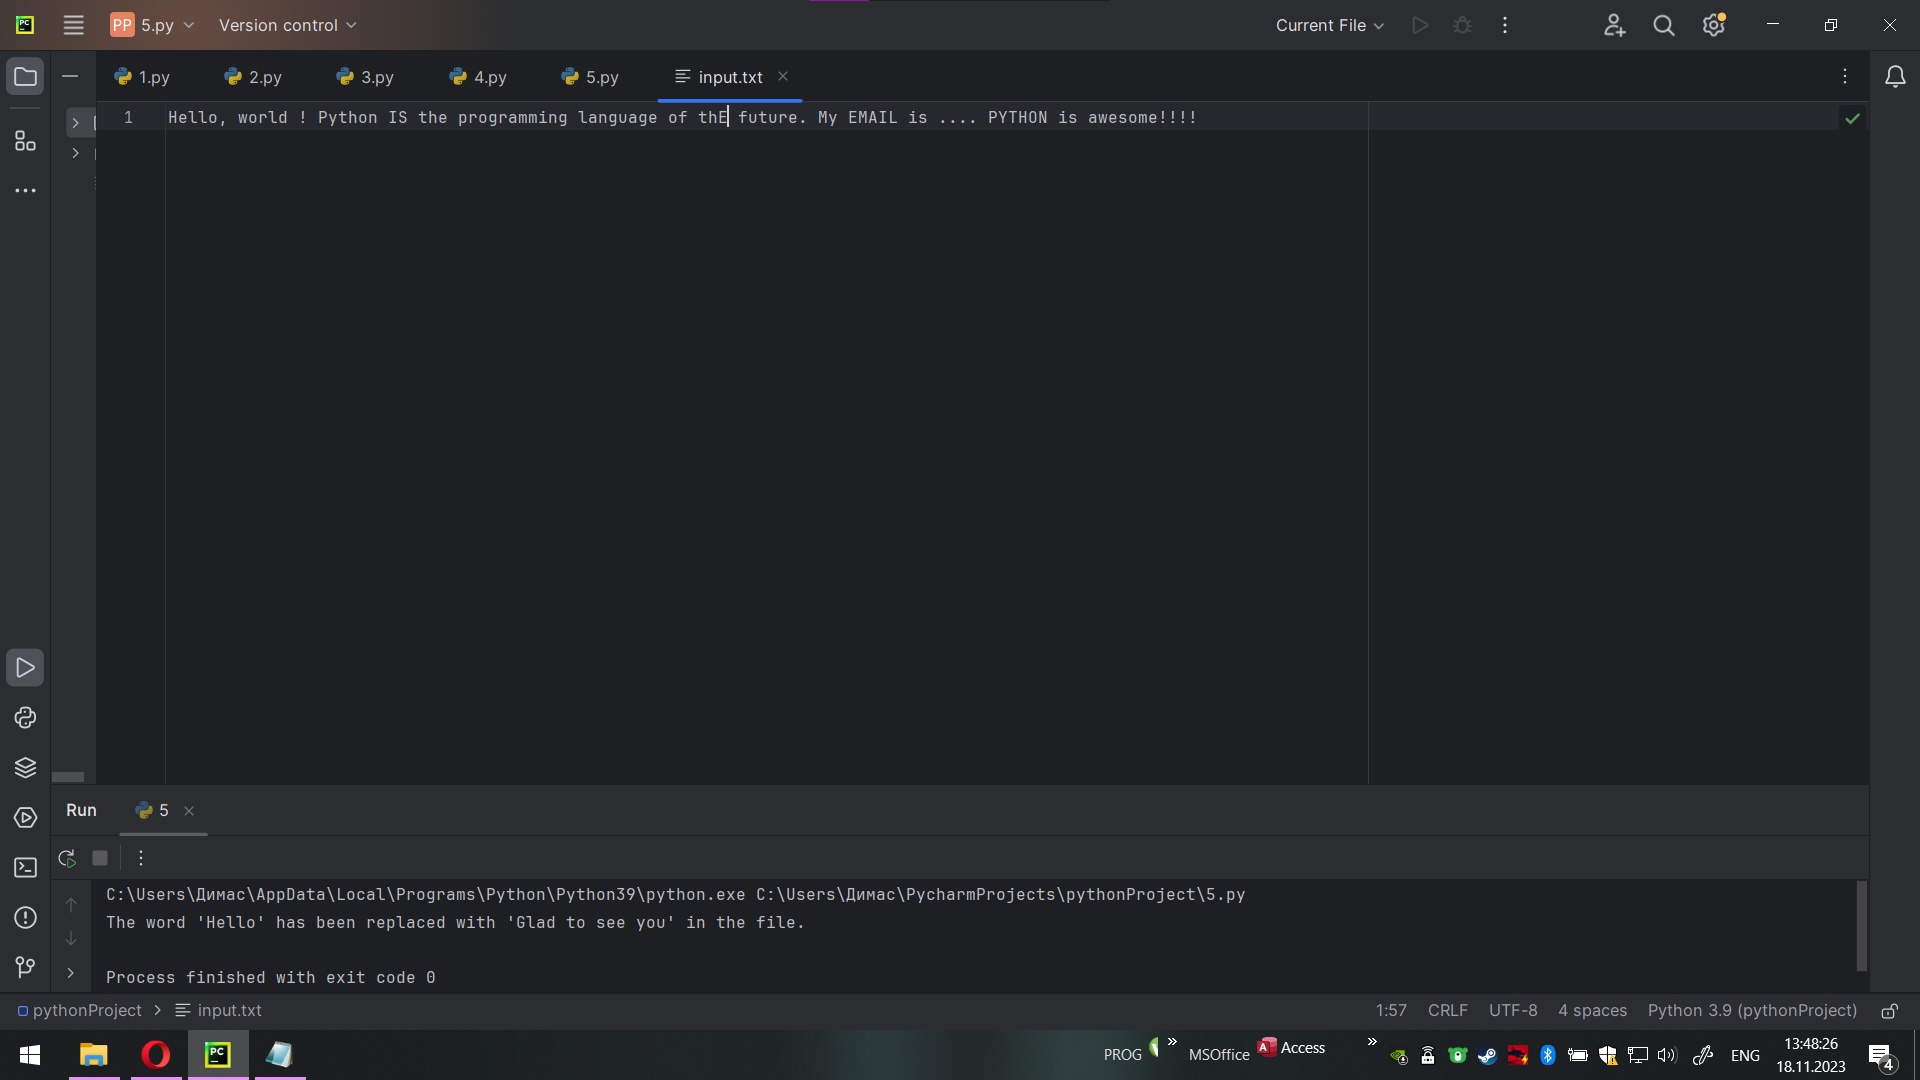 PC PP 5.py Version control Current File
1.py 2.py 3.py 4.py 5.py input.txt
1 Hello, world ! Python IS the programming language of thE future. My EMAIL is .... PYTHON is awesome!!!!
Run 5
C:\Users\Димас\AppData\Local\Programs\Python\Python39\python.exe C:\Users\Димас\PycharmProjects\pythonProject\5.py
The word 'Hello' has been replaced with 'Glad to see you' in the file.
Process finished with exit code 0
pythonProject > input.txt 1:57 CRLF UTF-8 4 spaces Python 3.9 (pythonProject)
PC PROG » MSOffice A Access » ENG 13:48:26
18.11.2023 4